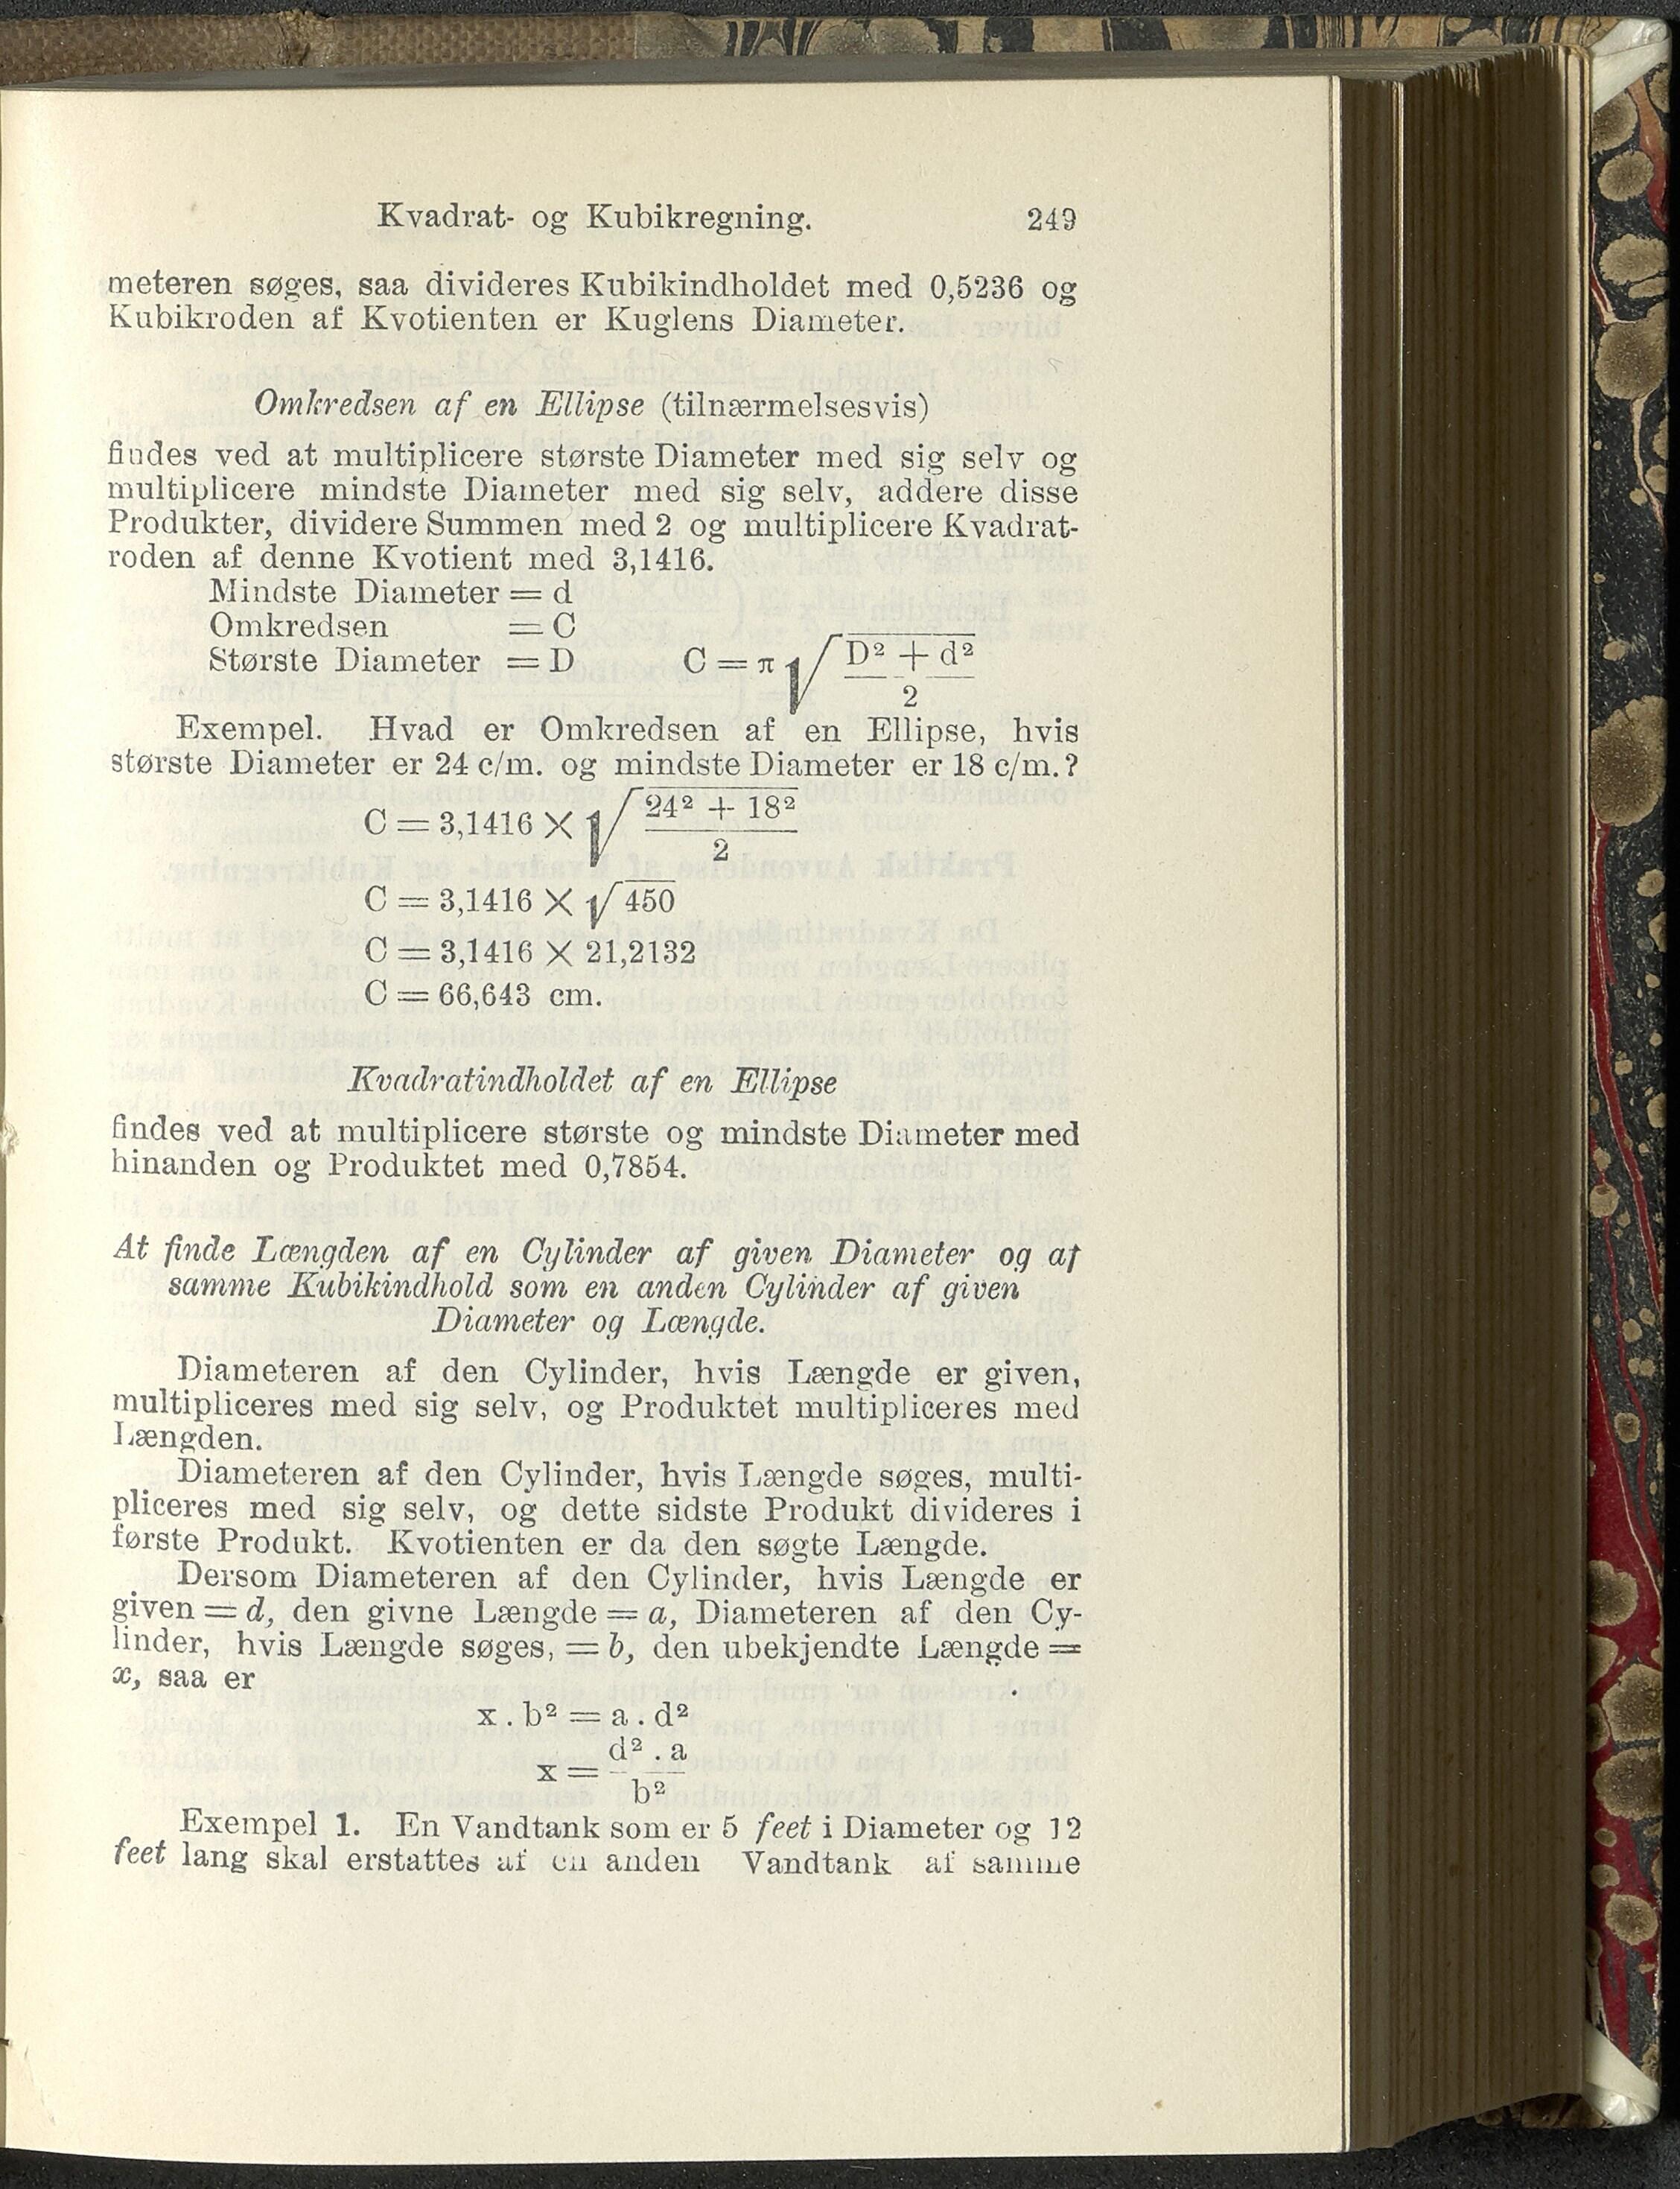 Kvadrat- og Kubikregning. 249
meteren søges, saa divideres Kubikindholdet med 0,5236 og
Kubikroden af Kvotienten er Kuglens Diameter.
Omkredsen af en Ellipse (tilnærmelsesvis)
findes ved at multiplicere største Diameter med sig selv og
multiplicere mindste Diameter med sig selv, addere disse
Produkter, dividere Summen med 2 og multiplicere Kvadrat-
roden af denne Kvotient med 3,1416.
Mindste Diameter = d
Omkredsen = C
Største Diameter = D C = π √ D² + d²
2
Exempel. Hvad er Omkredsen af en Ellipse, hvis
største Diameter er 24 c/m. og mindste Diameter er 18 c/m.?
C = 3,1416 × √ 24² + 18²
2
C = 3,1416 × √ 450
C = 3,1416 × 21,2132
C = 66,643 cm.
Kvadratindholdet af en Ellipse
findes ved at multiplicere største og mindste Diameter med
hinanden og Produktet med 0,7854.
At finde Længden af en Cylinder af given Diameter og af
samme Kubikindhold som en anden Cylinder af given
Diameter og Længde.
Diameteren af den Cylinder, hvis Længde er given,
multipliceres med sig selv, og Produktet multipliceres med
Længden.
Diameteren af den Cylinder, hvis Længde søges, multi-
pliceres med sig selv, og dette sidste Produkt divideres i
første Produkt. Kvotienten er da den søgte Længde.
Dersom Diameteren af den Cylinder, hvis Længde er
given = d, den givne Længde = a, Diameteren af den Cy-
linder, hvis Længde søges, = b, den ubekjendte Længde =
x, saa er
x . b² = a . d²
d² . a
x =
b²
Exempel 1. En Vandtank som er 5 feet i Diameter og 12
feet lang skal erstattes af en anden Vandtank af samme